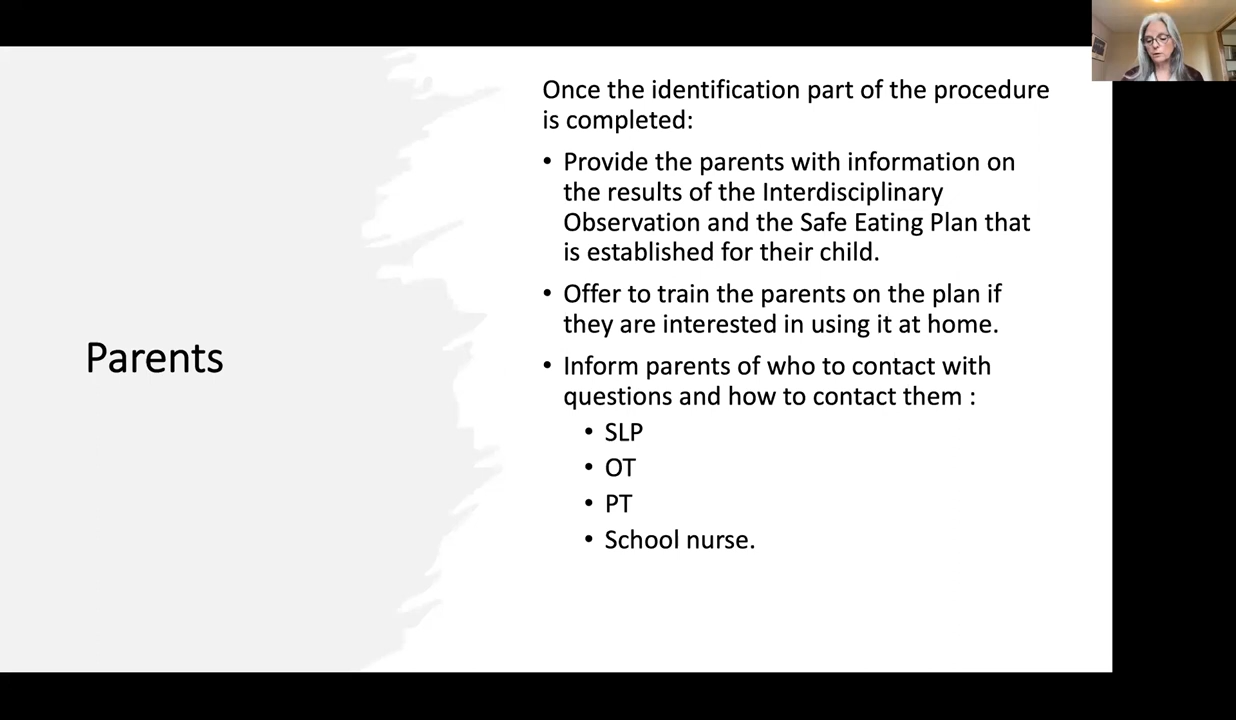 Parents
Once the identification part of the procedure
is completed:
• Provide the parents with information on
the results of the Interdisciplinary
Observation and the Safe Eating Plan that
is established for their child.
• Offer to train the parents on the plan if
they are interested in using it at home.
• Inform parents of who to contact with
questions and how to contact them :
• SLP
• OT
• PT
• School nurse.